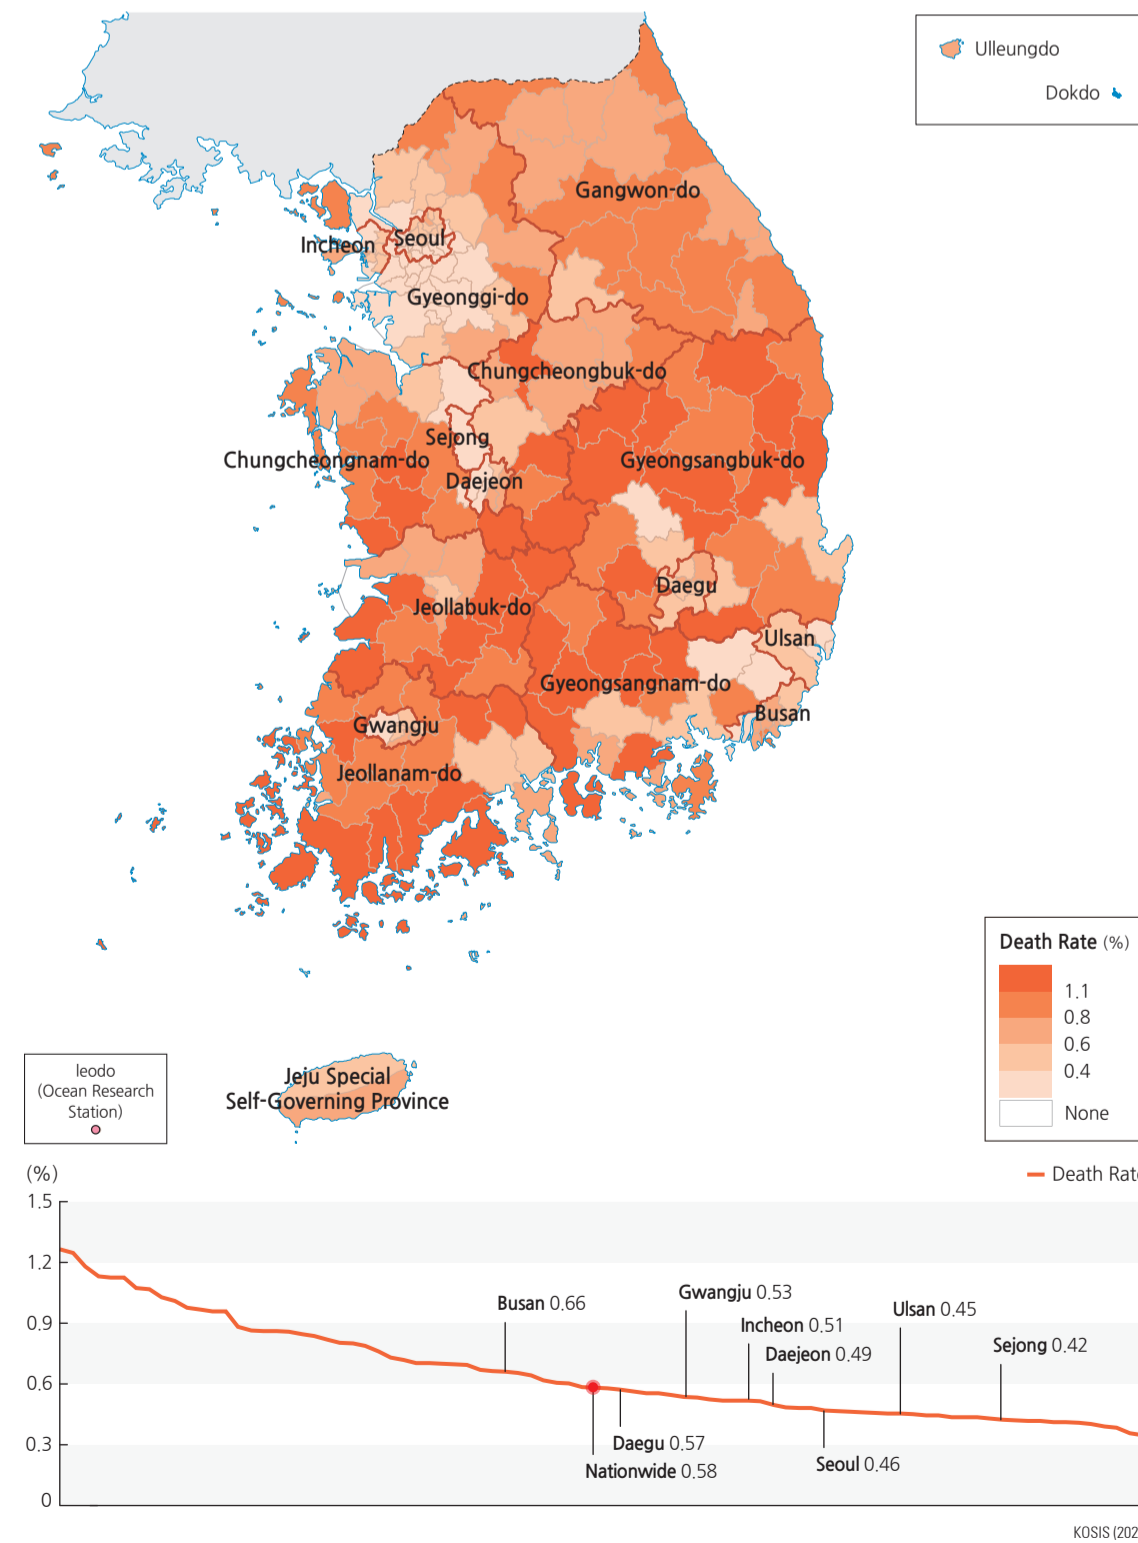 Ulleungdo
Dokdo
Gangwon-do
Incheon
Seoul
Gyeonggi-do
Chungcheongbuk-do
Sejong
Chungcheongnam-do
Gyeongsangbuk-do
Daejeon
Daegu
Jeollabuk-do
Ulsan
Gyeongsangnam-do
Busan
Gwangju
Jeollanam-do
Death Rate (%)
1.1
0.8
0.6
0.4
None
Ieodo
(Ocean Research
Station)
Jeju Special
Self-Governing Province
(%)
Death Rate
1.5
1.2
0.9
0.6
0.3
0
Busan 0.66
Gwangju 0.53
Incheon 0.51
Daejeon 0.49
Ulsan 0.45
Sejong 0.42
Daegu 0.57
Nationwide 0.58
Seoul 0.46
KOSIS (202